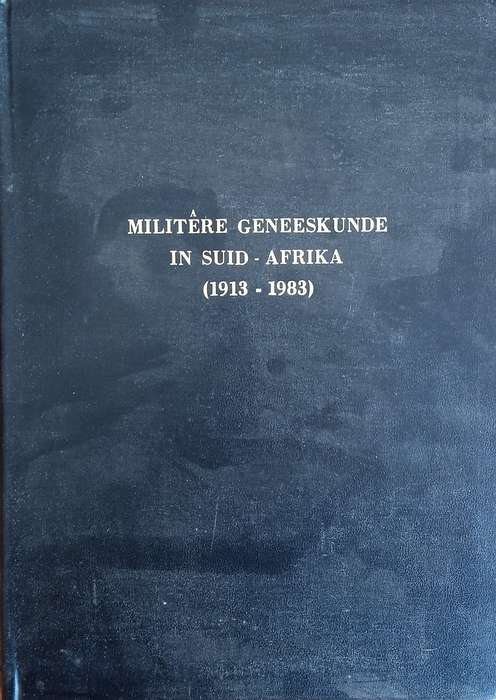 MILITÊRE GENEESKUNDE
IN SUID - AFRIKA
(1913 - 1983)